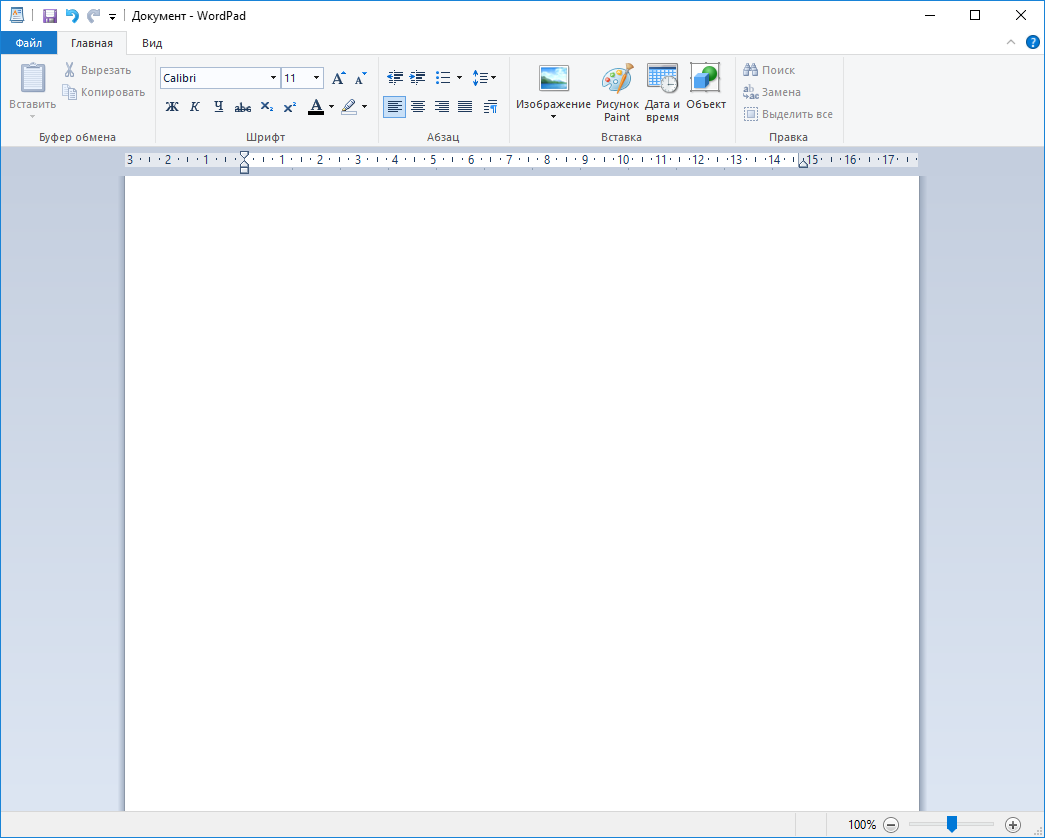 Документ - WordPad
Файл Главная Вид
Вставить
Вырезать
Копировать
Буфер обмена
Calibri 11
Ж К Ч abc X₂ X²
А
Шрифт
Абзац
Изображение
Рисунок
Paint
Дата и
время
Объект
Вставка
Поиск
Замена
Выделить все
Правка
3 2 1 1 2 3 4 5 6 7 8 9 10 11 12 13 14 15 16 17
100%